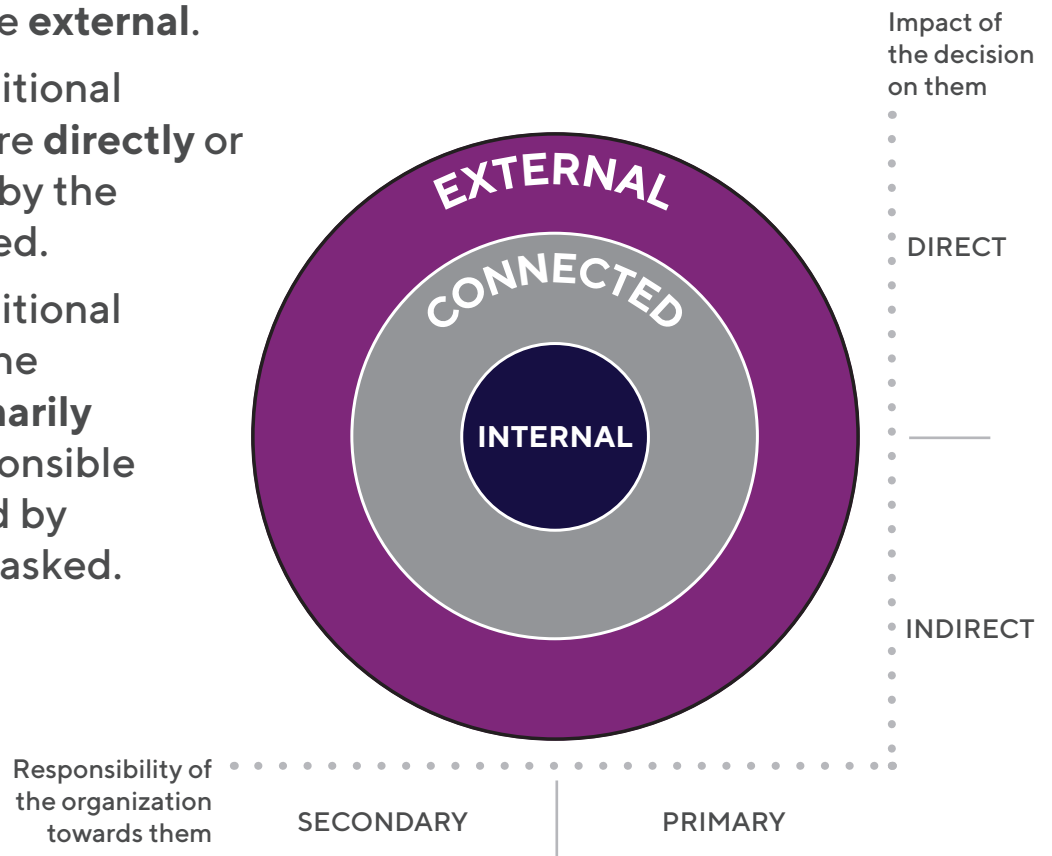 e external.
itional
re directly or
by the
ed.
itional
ne
narily
onsible
d by
asked.
EXTERNAL
CONNECTED
INTERNAL
Impact of
the decision
on them
DIRECT
INDIRECT
Responsibility of
the organization
towards them
SECONDARY
PRIMARY